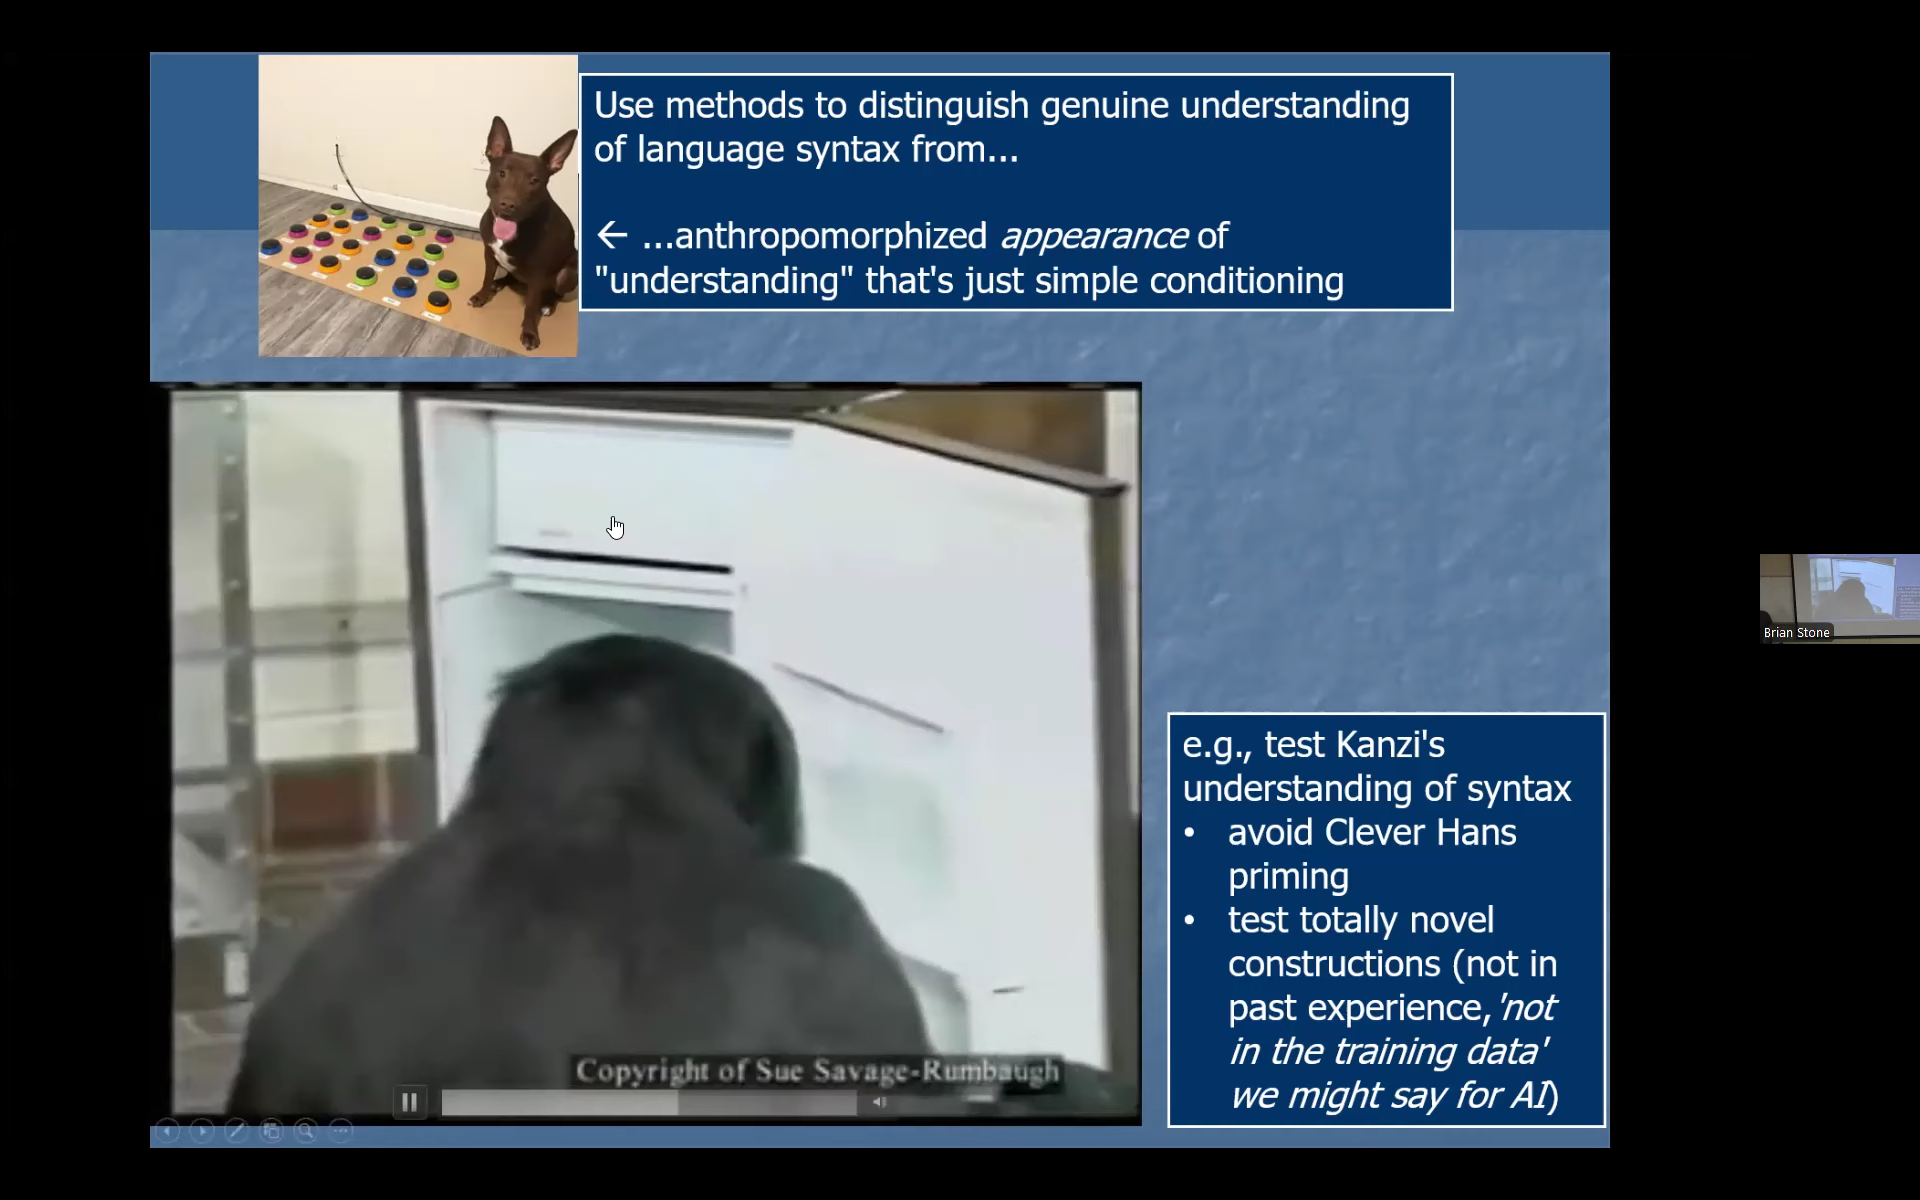 Use methods to distinguish genuine understanding
of language syntax from...
← ...anthropomorphized appearance of
"understanding" that's just simple conditioning
Copyright of Sue Savage-Rumbaugh
e.g., test Kanzi's
understanding of syntax
• avoid Clever Hans
priming
• test totally novel
constructions (not in
past experience, 'not
in the training data'
we might say for AI)
Brian Stone